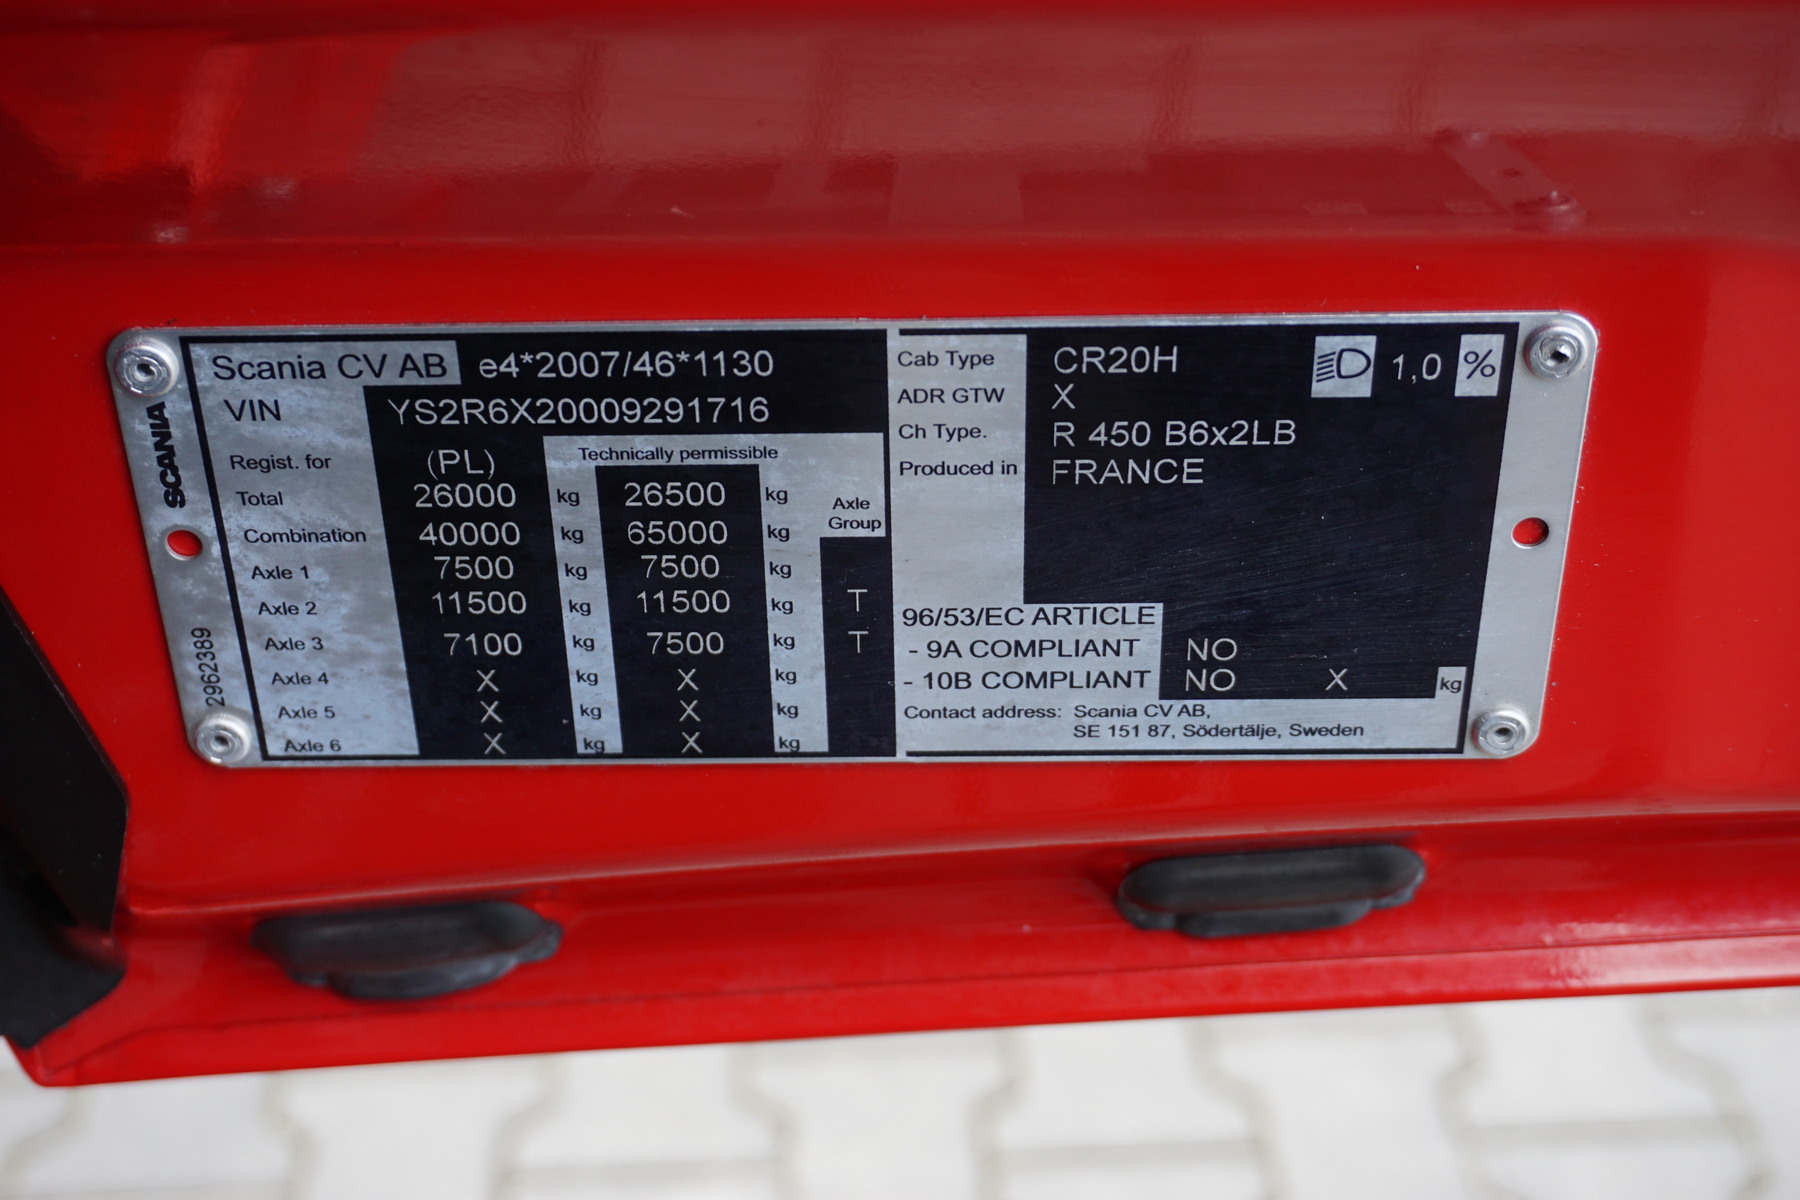 Scania CV AB e4*2007/46*1130
VIN YS2R6X20009291716
Regist. for (PL) Technically permissible
Total 26000 kg 26500 kg
Axle Group
Combination 40000 kg 65000 kg
Axle 1 7500 kg 7500 kg
Axle 2 11500 kg 11500 kg T
Axle 3 7100 kg 7500 kg T
Axle 4 X kg X kg
Axle 5 X kg X kg
Axle 6 X kg X kg
SCANIA
2962389
Cab Type CR20H 1,0 %
ADR GTW X
Ch Type. R 450 B6x2LB
Produced in FRANCE
96/53/EC ARTICLE
- 9A COMPLIANT NO
- 10B COMPLIANT NO X kg
Contact address: Scania CV AB,
SE 151 87, Södertälje, Sweden